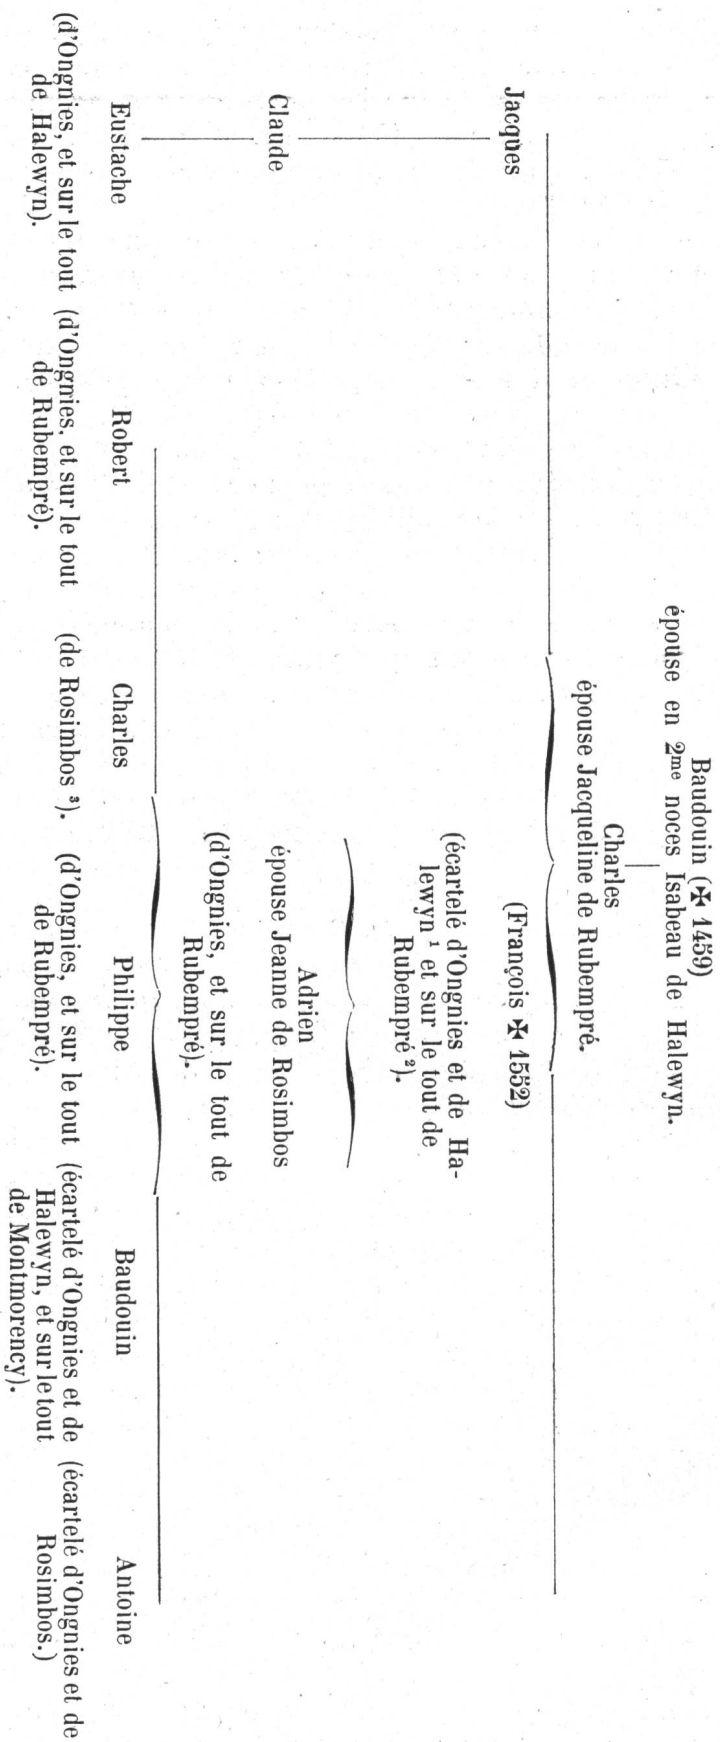 Baudouin (✠ 1459)
épouse en 2me noces Isabeau de Halewyn.
Charles
épouse Jacqueline de Rubempré.
Jacques
(François ✠ 1552)
(écartelé d'Ongnies et de Ha-
lewyn ¹ et sur le tout de
Rubempré ²).
Claude
Adrien
épouse Jeanne de Rosimbos
(d'Ongnies, et sur le tout de
Rubempré).
Eustache
(d'Ongnies, et sur le tout
de Halewyn).
Robert
(d'Ongnies, et sur le tout
de Rubempré).
Charles
(de Rosimbos ³).
Philippe
(d'Ongnies, et sur le tout
de Rubempré).
Baudouin
(écartelé d'Ongnies et de
Halewyn, et sur le tout
de Montmorency).
Antoine
(écartelé d'Ongnies et de
Rosimbos.)